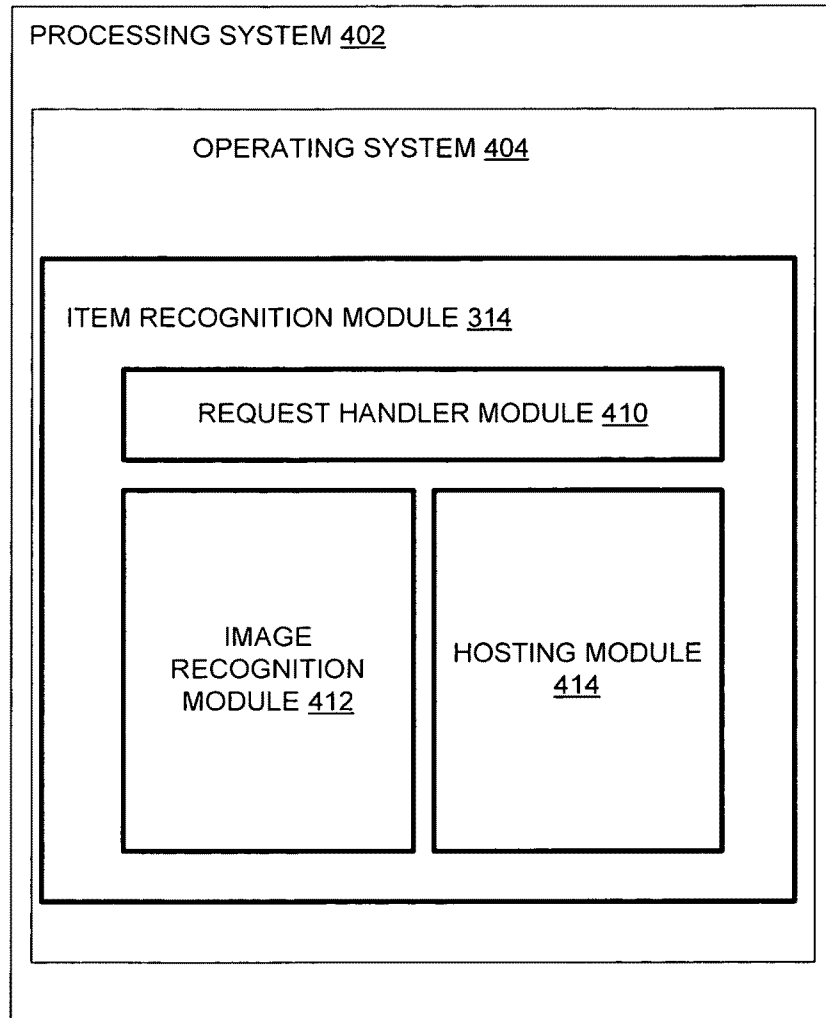 PROCESSING SYSTEM 402
OPERATING SYSTEM 404
ITEM RECOGNITION MODULE 314
REQUEST HANDLER MODULE 410
IMAGE
RECOGNITION
MODULE 412
HOSTING MODULE
414